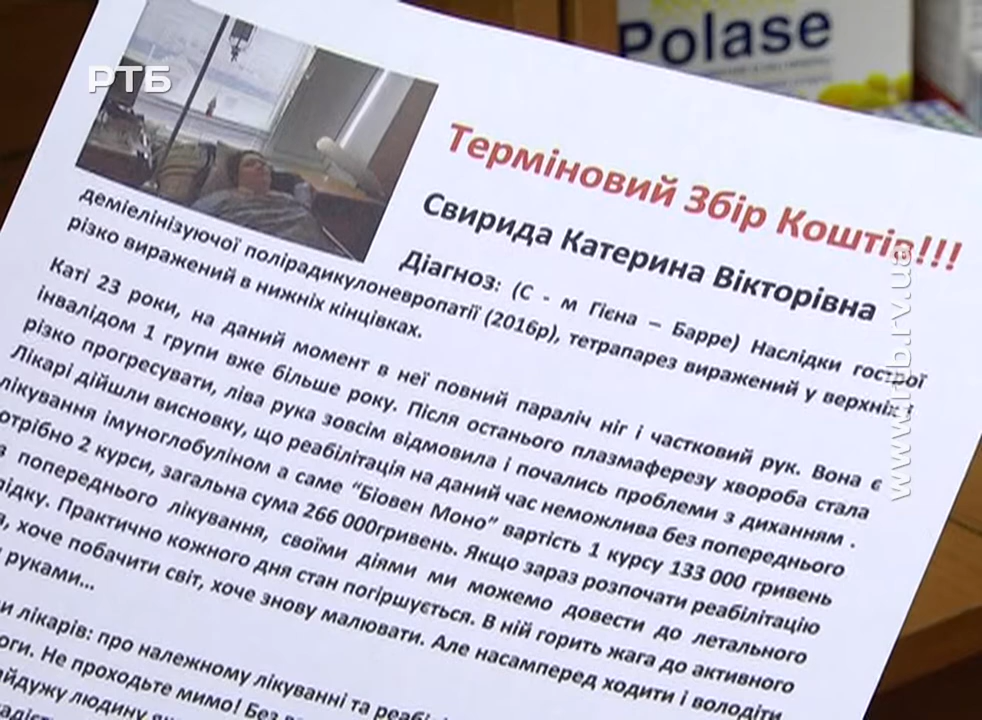 РТБ
Polase
www.rtb.rv.ua
Терміновий Збір Коштів!!!
Свирида Катерина Вікторівна
Діагноз: (С - м Гієна – Барре) Наслідки гострої
деміелінізуючої полірадикулоневропатії (2016р), тетрапарез виражений у верхніх і
різко виражений в нижніх кінцівках.
Каті 23 роки, на даний момент в неї повний параліч ніг і частковий рук. Вона є
інвалідом 1 групи вже більше року. Після останього плазмаферезу хвороба стала
різко прогресувати, ліва рука зовсім відмовила і почались проблеми з диханням .
Лікарі дійшли висновку, що реабілітація на даний час неможлива без попереднього
лікування імуноглобуліном а саме “Біовен Моно” вартість 1 курсу 133 000 гривень
отрібно 2 курси, загальна сума 266 000гривень. Якщо зараз розпочати реабілітацію
з попереднього лікування, своїми діями ми можемо довести до летального
лідку. Практично кожного дня стан погіршується. В ній горить жага до активного
хоче побачити світ, хоче знову малювати. Але насамперед ходити і володіти
руками...
и лікарів: про належному лікуванні та
оги. Не проходьте мимо! Без
айдужу людину